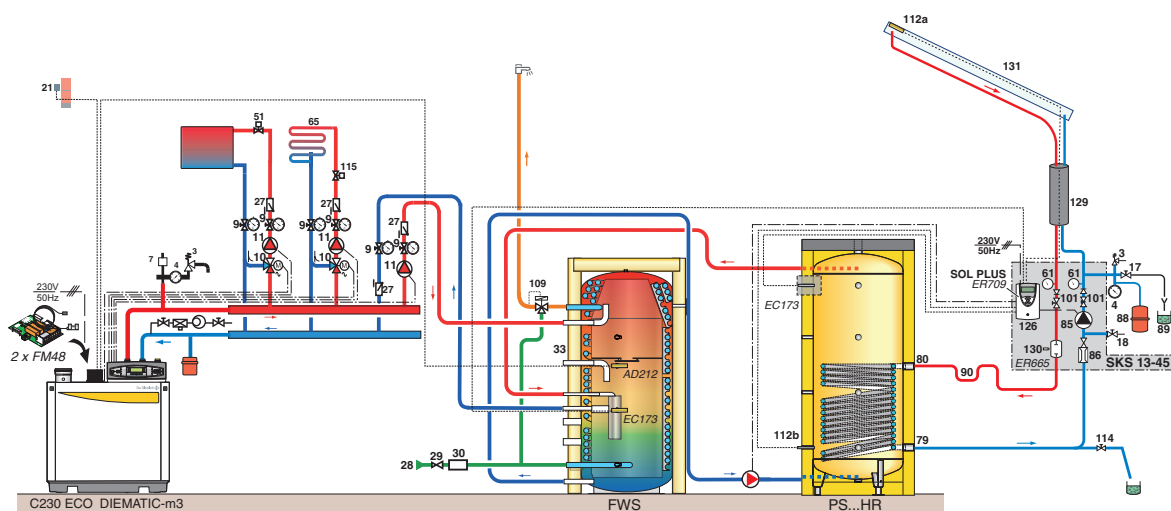 112a
131
21
51
65
115
27
27
27
9
9
9
9
9
9
11
11
11
10
10
M
M
27
7
4
3
230V
50Hz
2 x FM48
109
33
AD212
EC173
28
29
30
EC173
112b
80
79
90
129
230V
50Hz
SOL PLUS
ER709
61
61
3
17
101
101
4
126
85
88
89
18
130
86
ER665
SKS 13-45
114
C230 ECO DIEMATIC-m3
FWS
PS...HR